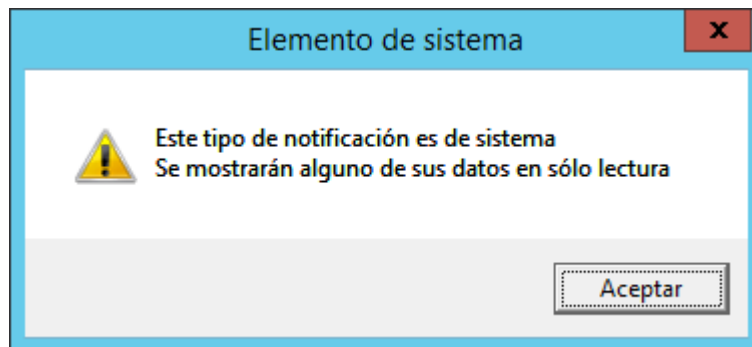 Elemento de sistema
x
Este tipo de notificación es de sistema
Se mostrarán alguno de sus datos en sólo lectura
Aceptar